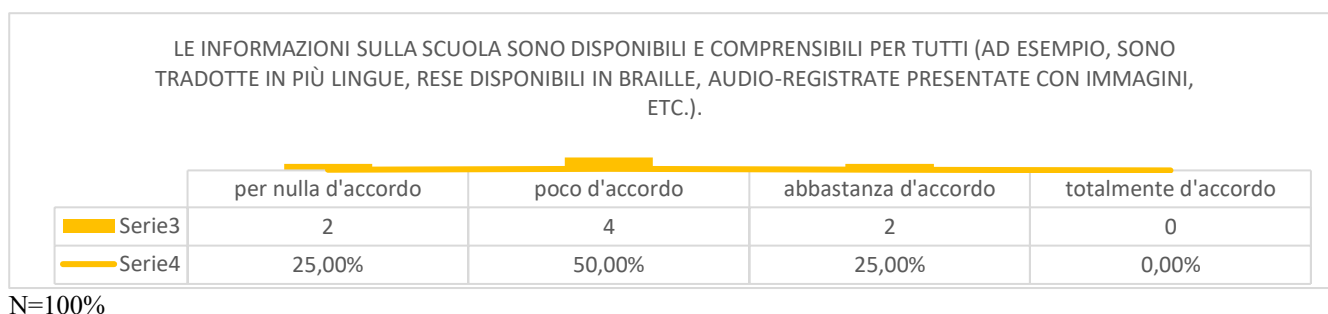 LE INFORMAZIONI SULLA SCUOLA SONO DISPONIBILI E COMPRENSIBILI PER TUTTI (AD ESEMPIO, SONO
TRADOTTE IN PIÙ LINGUE, RESE DISPONIBILI IN BRAILLE, AUDIO-REGISTRATE PRESENTATE CON IMMAGINI,
ETC.).
per nulla d'accordo poco d'accordo abbastanza d'accordo totalmente d'accordo
Serie3 2 4 2 0
Serie4 25,00% 50,00% 25,00% 0,00%
N=100%